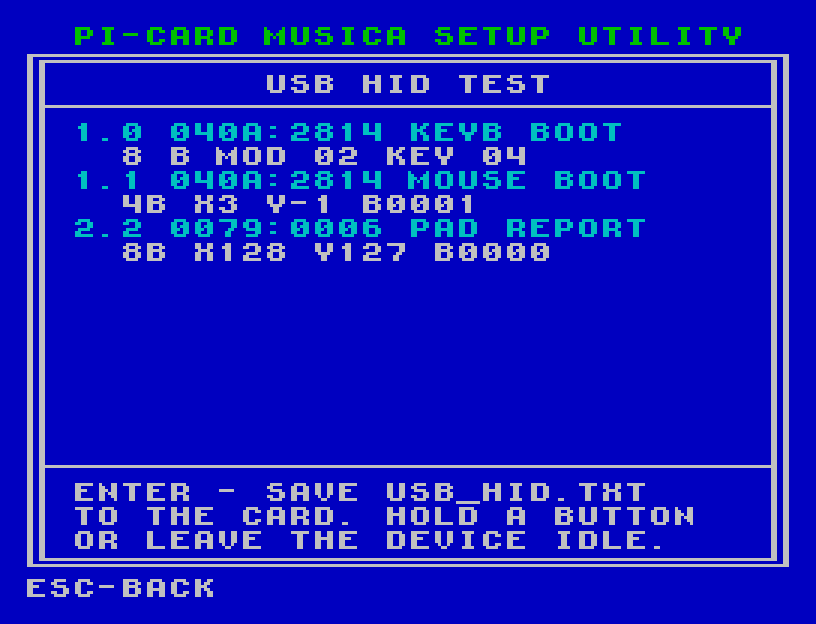 PI-CARD MUSICA SETUP UTILITY
USB HID TEST
1.0 040A:2814 KEYB BOOT
8 B MOD 02 KEY 04
1.1 040A:2814 MOUSE BOOT
4B X3 Y-1 B0001
2.2 0079:0006 PAD REPORT
8B X128 Y127 B0000
ENTER - SAVE USB_HID.TXT
TO THE CARD. HOLD A BUTTON
OR LEAVE THE DEVICE IDLE.
ESC-BACK